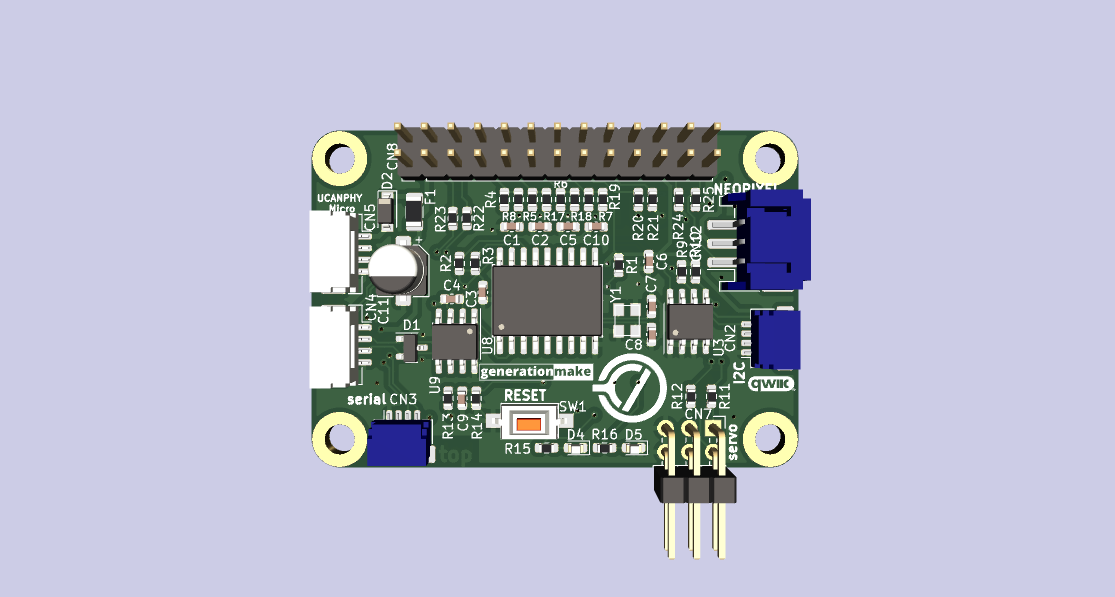 CN8
R6
D2
F1
R4
R19
R25
NEOPIXEL
UCANPHY
Micro
CN5
R23
R22
R8 R5 R17 R18 R7
R20
R21
R24
C1
C2
C5
C10
+
R2
R3
R1
C6
R9
C4
C3
Y1
C7
CN4
C11
D1
C8
U3
CN2
U8
U9
generationmake
I2C
qwiic
RESET
SW1
R12
R11
serial CN3
R13
C9
R14
CN7
servo
R15
D4
R16
D5
top